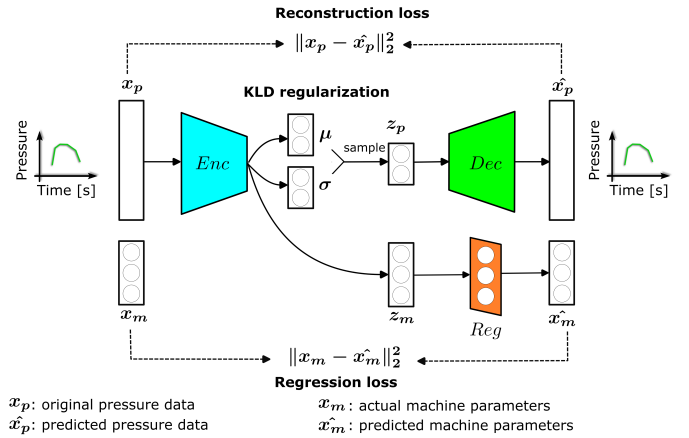 Reconstruction loss
‖x_p − x̂_p‖₂²
x_p
x̂_p
KLD regularization
Pressure
Time [s]
Enc
μ
σ
sample
z_p
Dec
Pressure
Time [s]
x_m
z_m
Reg
x̂_m
‖x_m − x̂_m‖₂²
Regression loss
x_p: original pressure data
x̂_p: predicted pressure data
x_m: actual machine parameters
x̂_m: predicted machine parameters